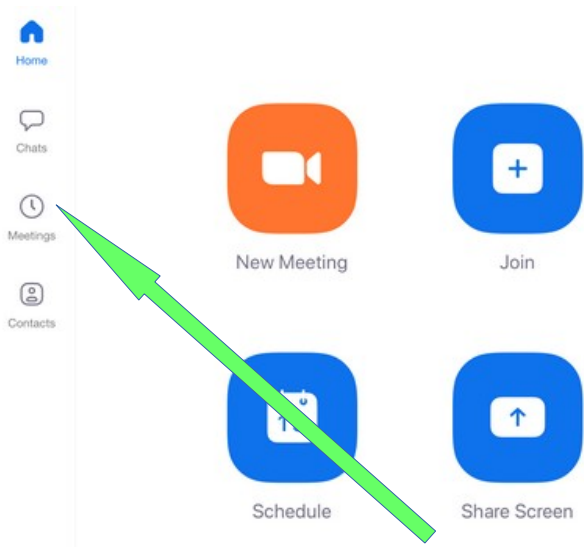 Home
Chats
Meetings
Contacts
New Meeting
Join
Schedule
Share Screen